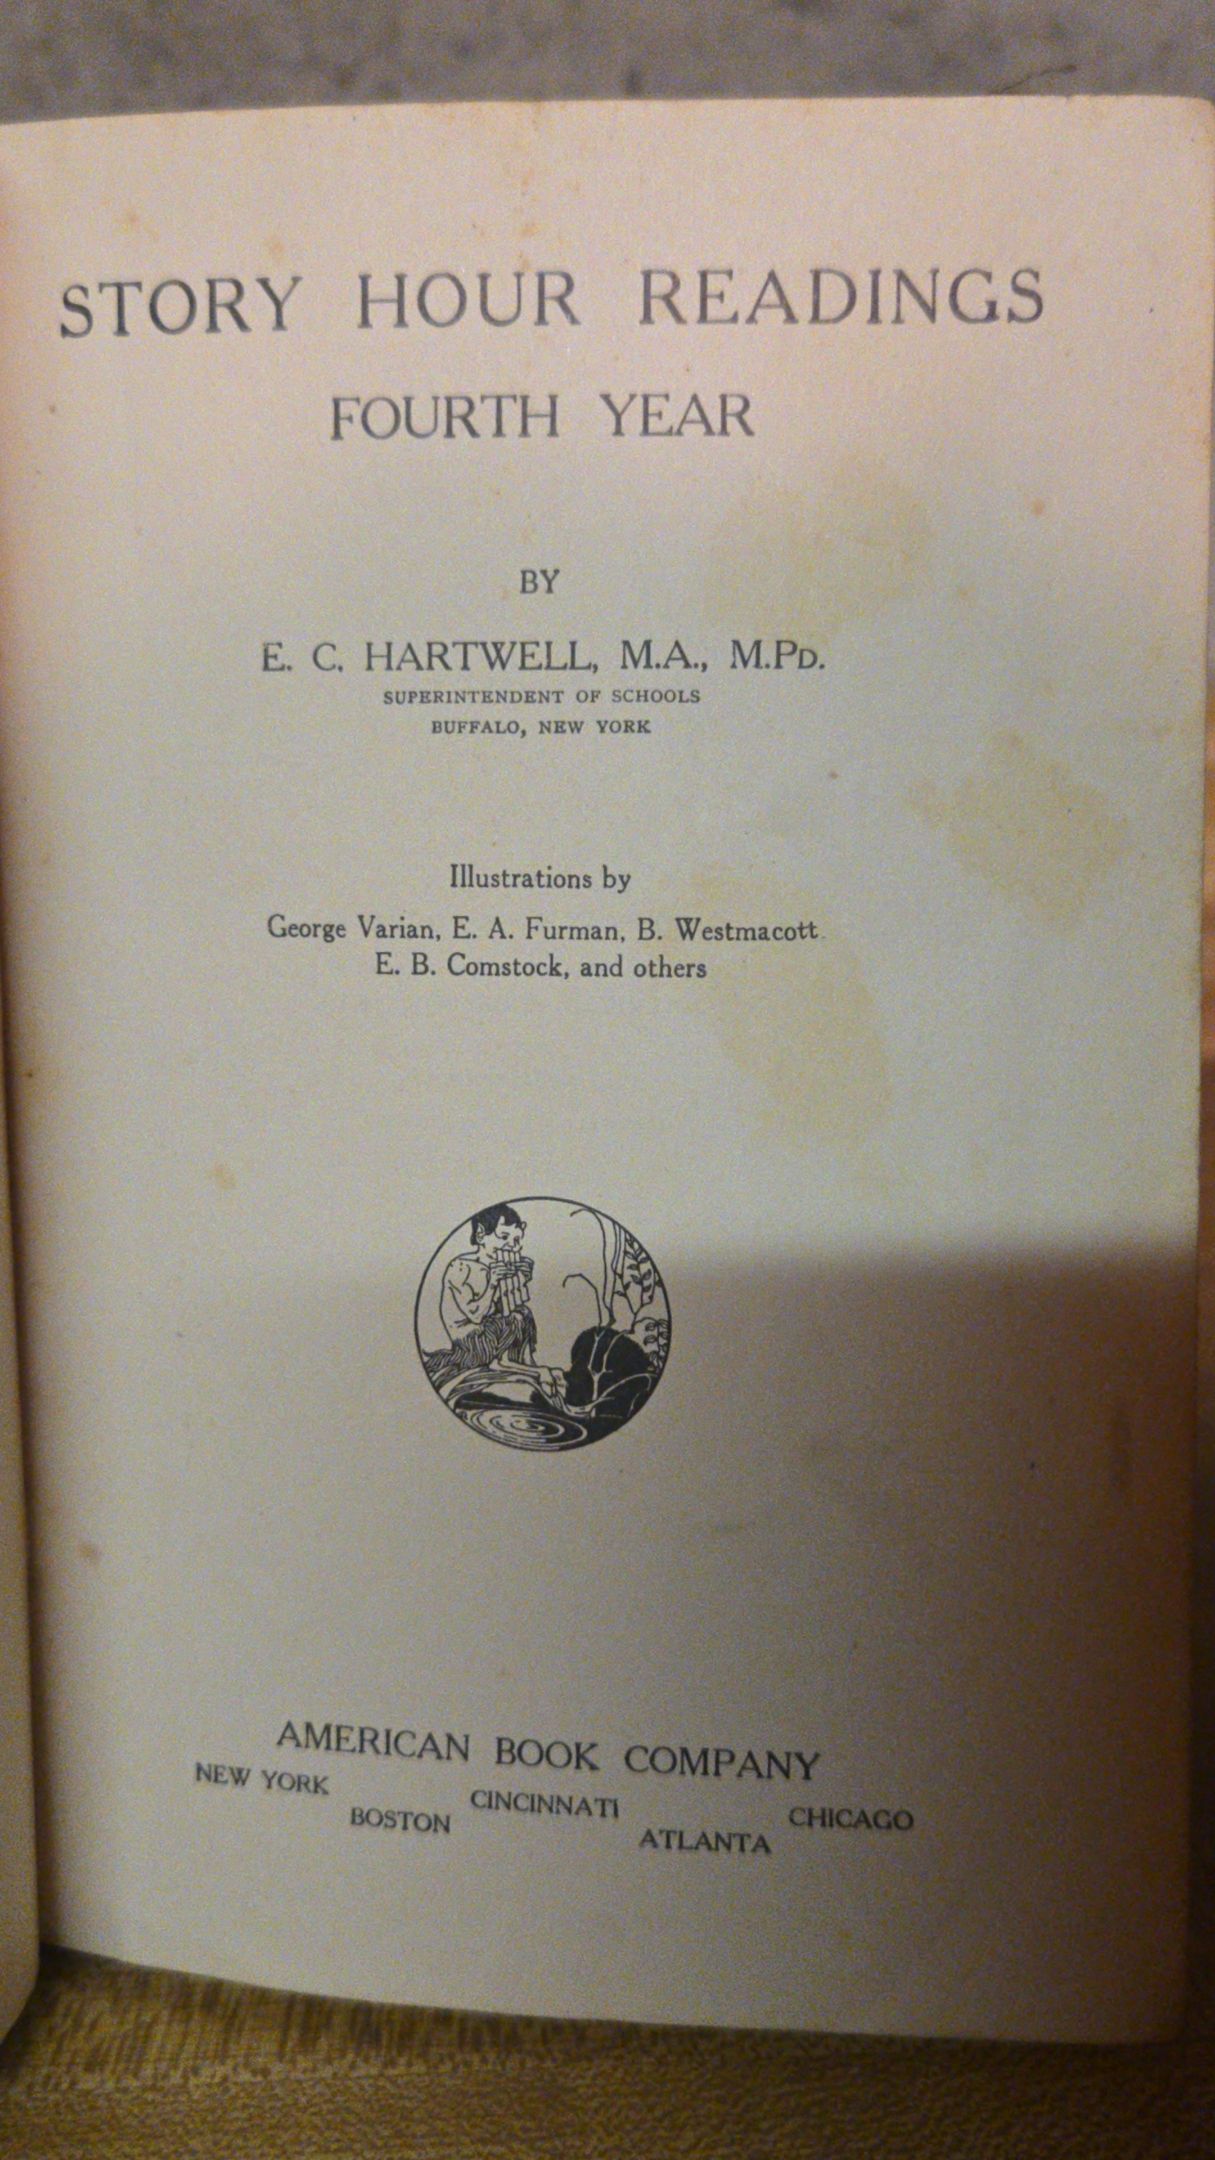 STORY HOUR READINGS
FOURTH YEAR
BY
E. C. HARTWELL, M.A., M.PD.
SUPERINTENDENT OF SCHOOLS
BUFFALO, NEW YORK
Illustrations by
George Varian, E. A. Furman, B. Westmacott
E. B. Comstock, and others
AMERICAN BOOK COMPANY
NEW YORK CINCINNATI CHICAGO
BOSTON ATLANTA